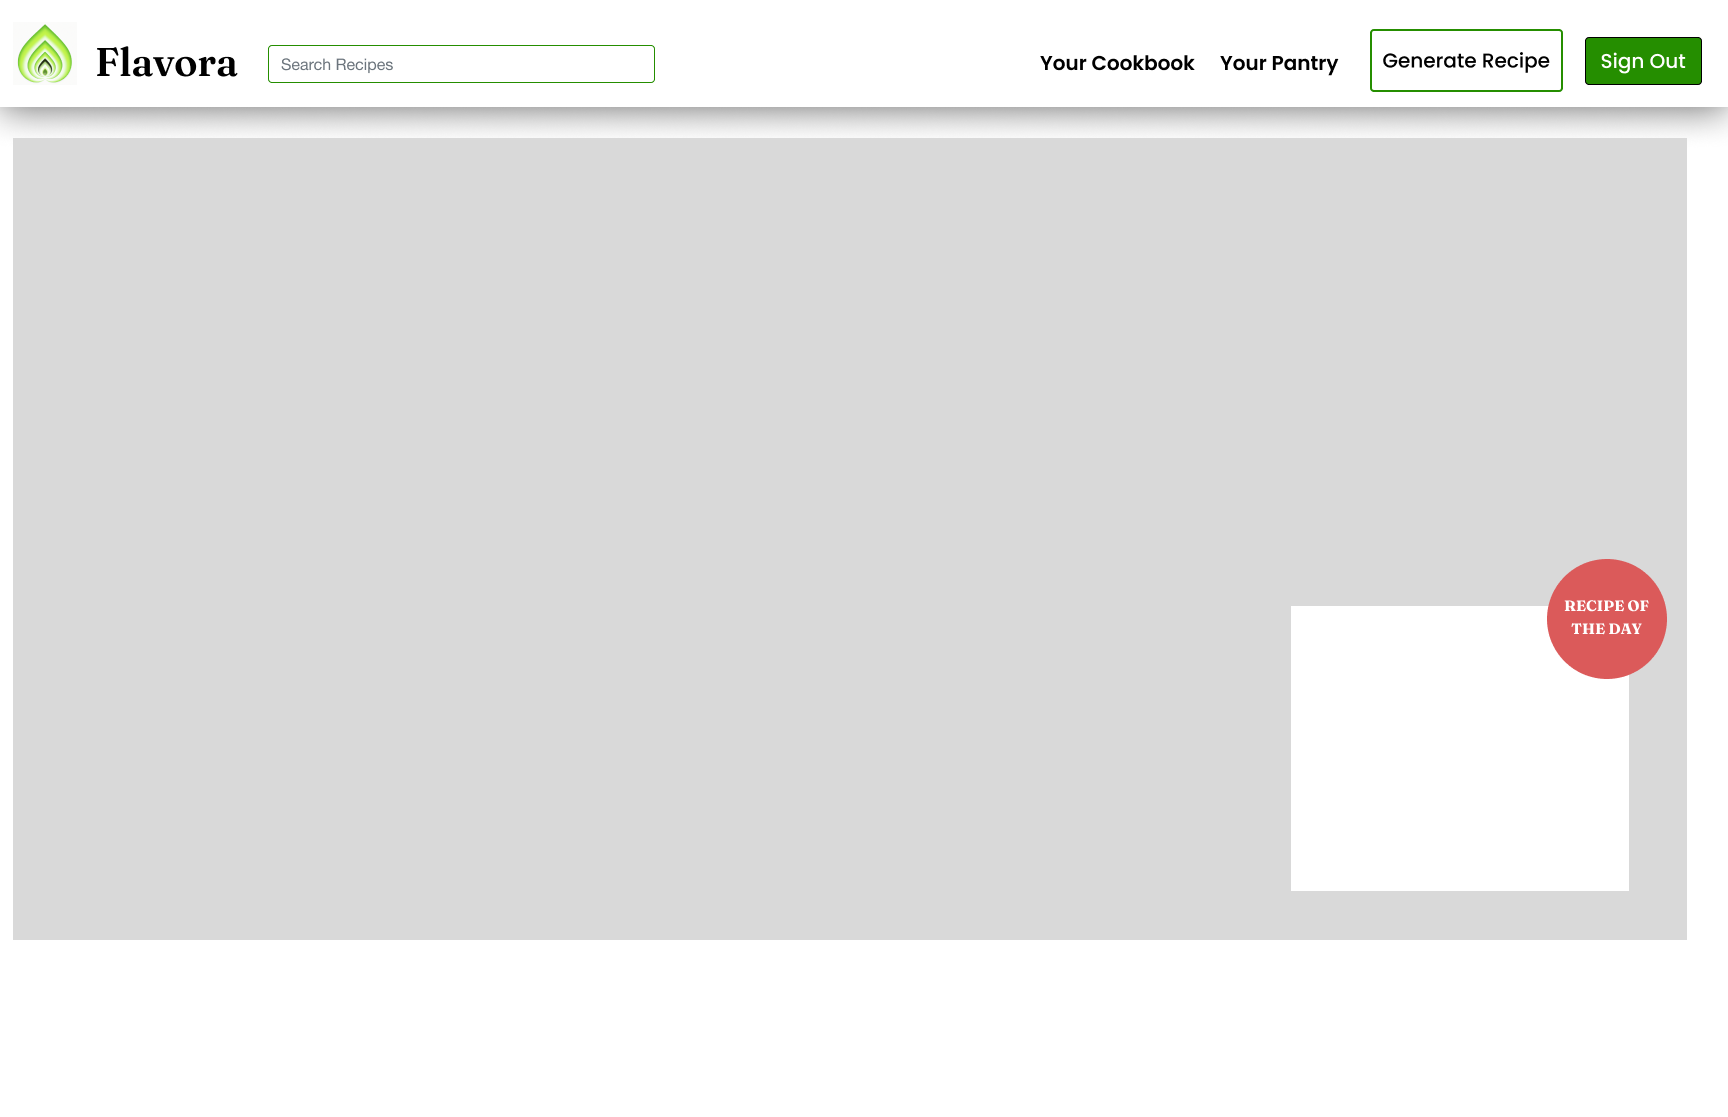 Flavora
Search Recipes
Your Cookbook
Your Pantry
Generate Recipe
Sign Out
RECIPE OF
THE DAY